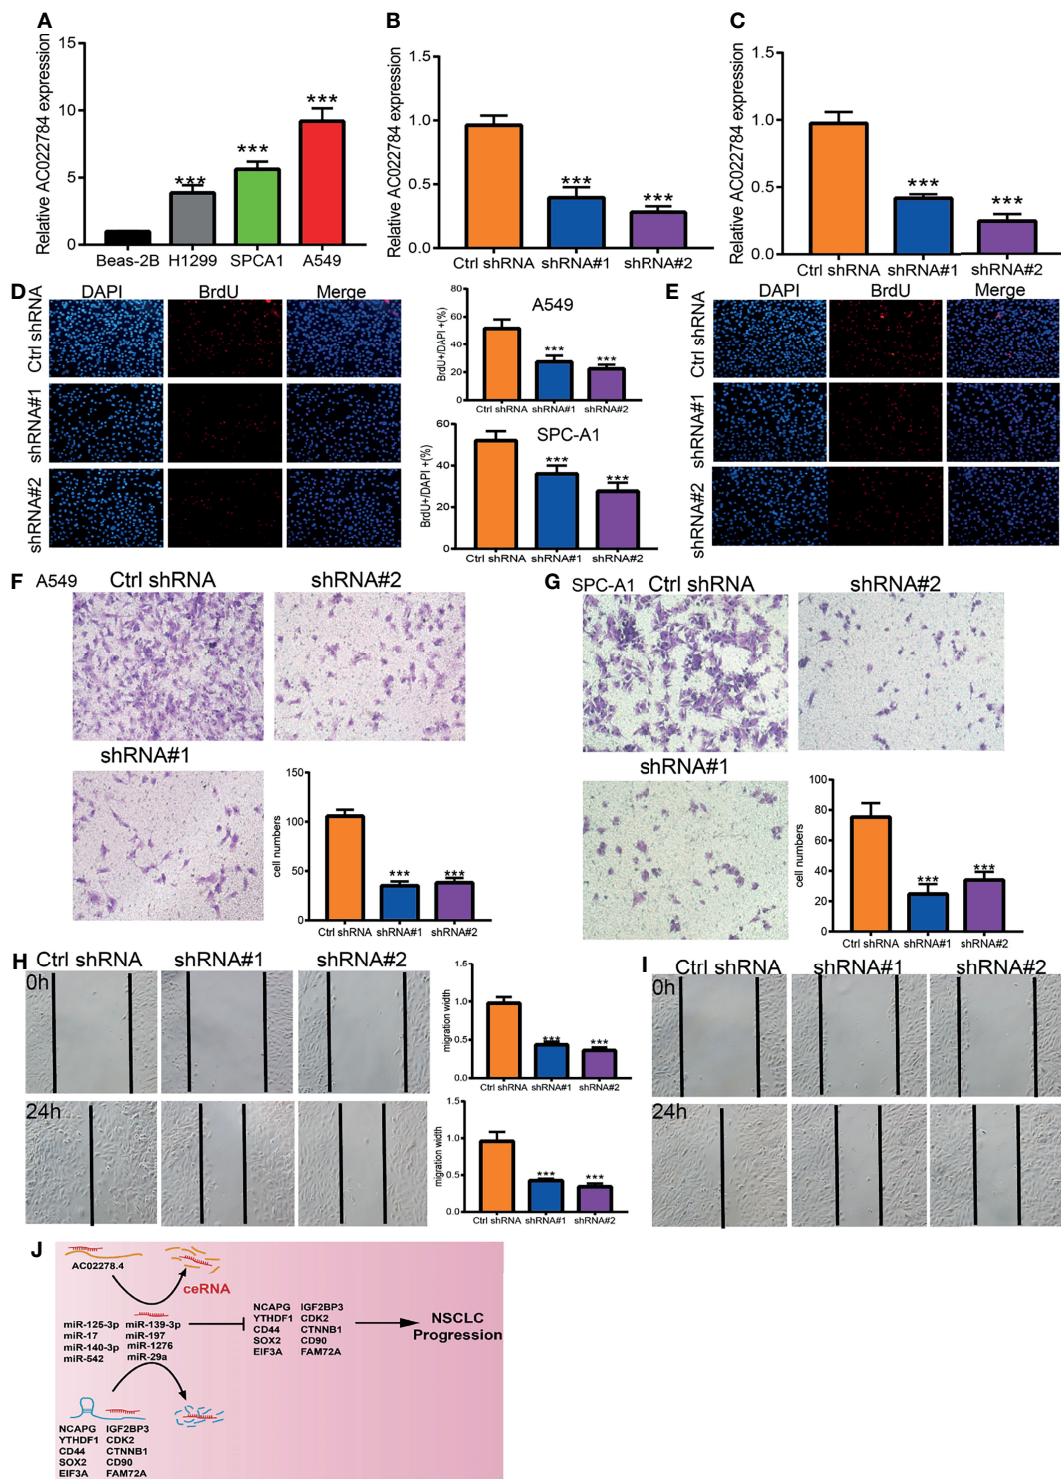 A
Relative AC022784 expression
15
10
5
0
***
***
***
Beas-2B H1299 SPCA1 A549
B
Relative AC022784 expression
1.5
1.0
0.5
0.0
***
***
Ctrl shRNA shRNA#1 shRNA#2
C
Relative AC022784 expression
1.5
1.0
0.5
0.0
***
***
Ctrl shRNA shRNA#1 shRNA#2
D
DAPI BrdU Merge
Ctrl shRNA
shRNA#1
shRNA#2
A549
BrdU+/DAPI +(%)
80
60
40
20
0
***
***
Ctrl shRNA shRNA#1 shRNA#2
SPC-A1
BrdU+/DAPI +(%)
60
40
20
0
***
***
Ctrl shRNA shRNA#1 shRNA#2
E
DAPI BrdU Merge
Ctrl shRNA
shRNA#1
shRNA#2
F
A549 Ctrl shRNA shRNA#2
shRNA#1
cell numbers
150
100
50
0
***
***
Ctrl shRNA shRNA#1 shRNA#2
G
SPC-A1 Ctrl shRNA shRNA#2
shRNA#1
cell numbers
80
60
40
20
0
***
***
Ctrl shRNA shRNA#1 shRNA#2
H
Ctrl shRNA shRNA#1 shRNA#2
0h
24h
migration width
1.5
1.0
0.5
0.0
***
***
Ctrl shRNA shRNA#1 shRNA#2
migration width
1.5
1.0
0.5
0.0
***
***
Ctrl shRNA shRNA#1 shRNA#2
I
Ctrl shRNA shRNA#1 shRNA#2
0h
24h
J
AC02278.4
ceRNA
miR-125-3p miR-139-3p
miR-17 miR-197
miR-140-3p miR-1276
miR-542 miR-29a
NCAPG IGF2BP3
YTHDF1 CDK2
CD44 CTNNB1
SOX2 CD90
EIF3A FAM72A
NSCLC
Progression
NCAPG IGF2BP3
YTHDF1 CDK2
CD44 CTNNB1
SOX2 CD90
EIF3A FAM72A